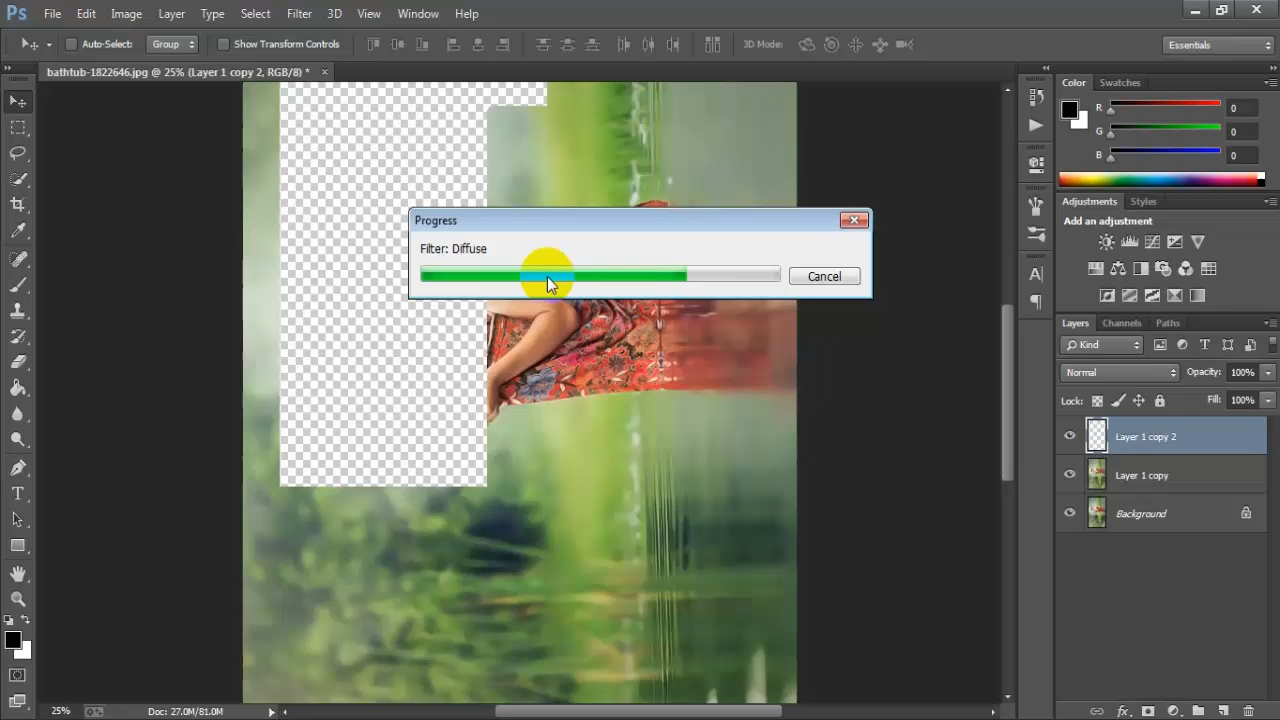 Ps File Edit Image Layer Type Select Filter 3D View Window Help
Auto-Select: Group Show Transform Controls 3D Mode: Essentials
bathtub-1822646.jpg @ 25% (Layer 1 copy 2, RGB/8) * ×
Color Swatches
R 0
G 0
B 0
Adjustments Styles
Add an adjustment
Progress
Filter: Diffuse
Cancel
Layers Channels Paths
Kind
Normal Opacity: 100%
Lock: Fill: 100%
Layer 1 copy 2
Layer 1 copy
Background
25% Doc: 27.0M/81.0M